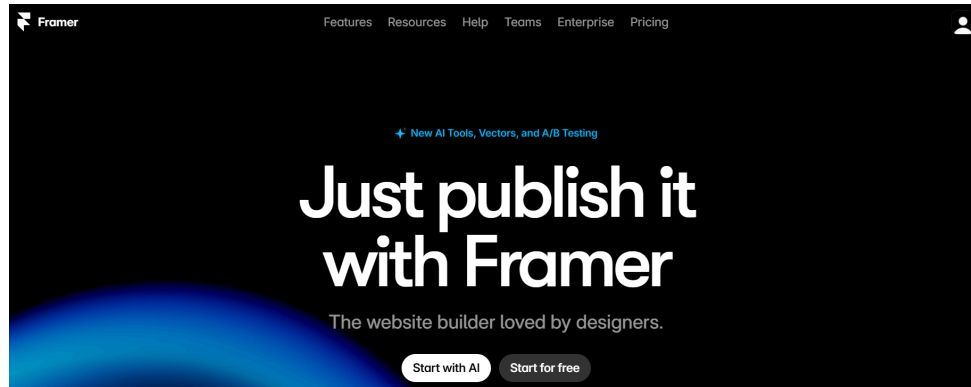 Framer
Features Resources Help Teams Enterprise Pricing
New AI Tools, Vectors, and A/B Testing
Just publish it
with Framer
The website builder loved by designers.
Start with AI Start for free